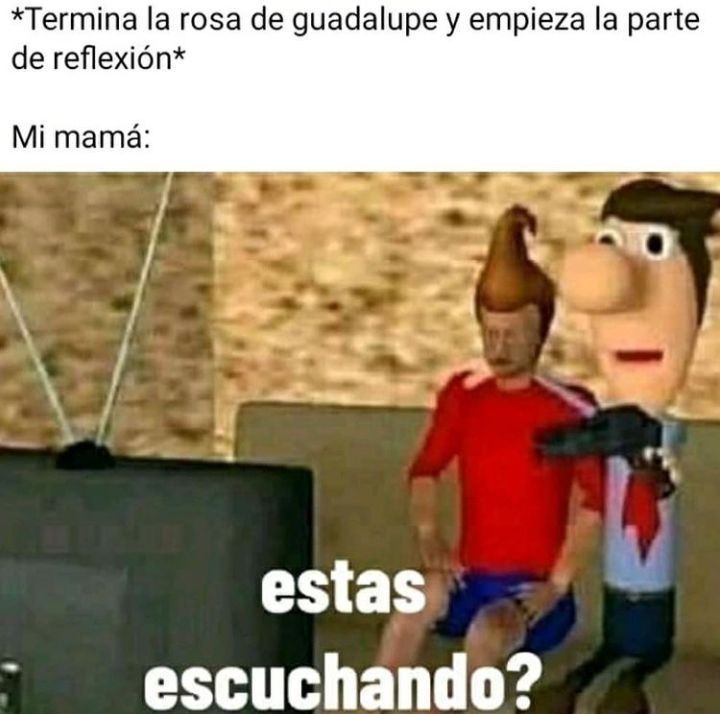 *Termina la rosa de guadalupe y empieza la parte
de reflexión*
Mi mamá:
estas
escuchando?